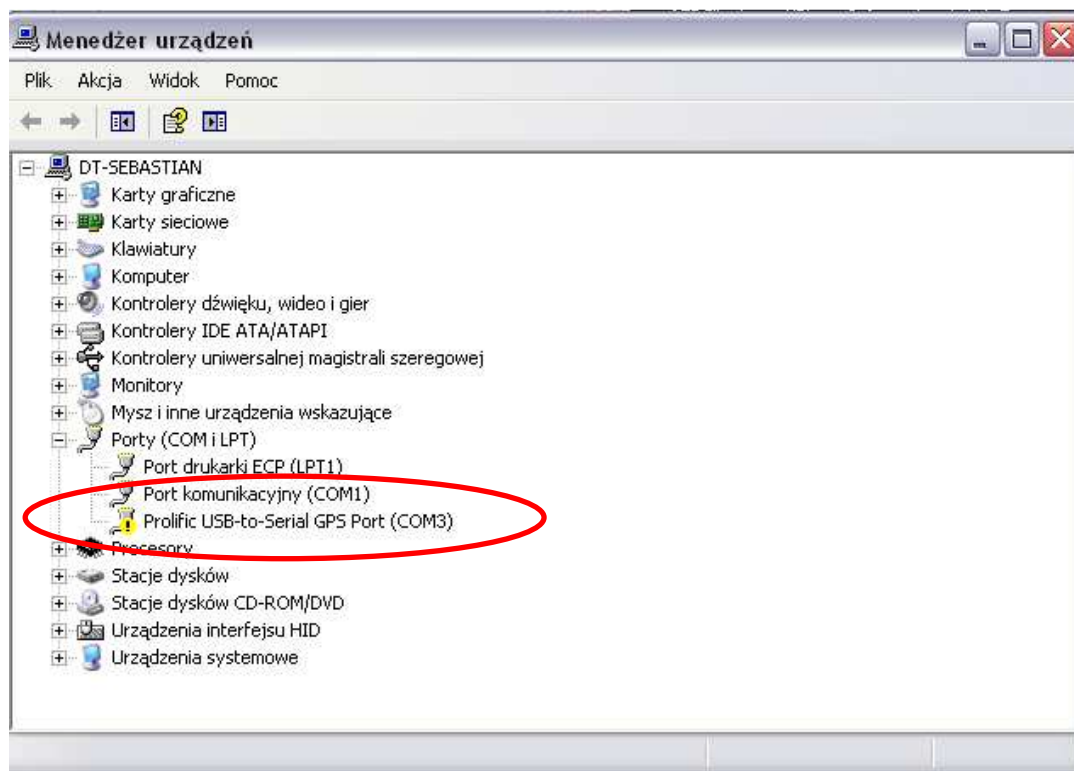 Menedżer urządzeń
Plik Akcja Widok Pomoc
DT-SEBASTIAN
Karty graficzne
Karty sieciowe
Klawiatury
Komputer
Kontrolery dźwięku, wideo i gier
Kontrolery IDE ATA/ATAPI
Kontrolery uniwersalnej magistrali szeregowej
Monitory
Mysz i inne urządzenia wskazujące
Porty (COM i LPT)
Port drukarki ECP (LPT1)
Port komunikacyjny (COM1)
Prolific USB-to-Serial GPS Port (COM3)
Procesory
Stacje dysków
Stacje dysków CD-ROM/DVD
Urządzenia interfejsu HID
Urządzenia systemowe